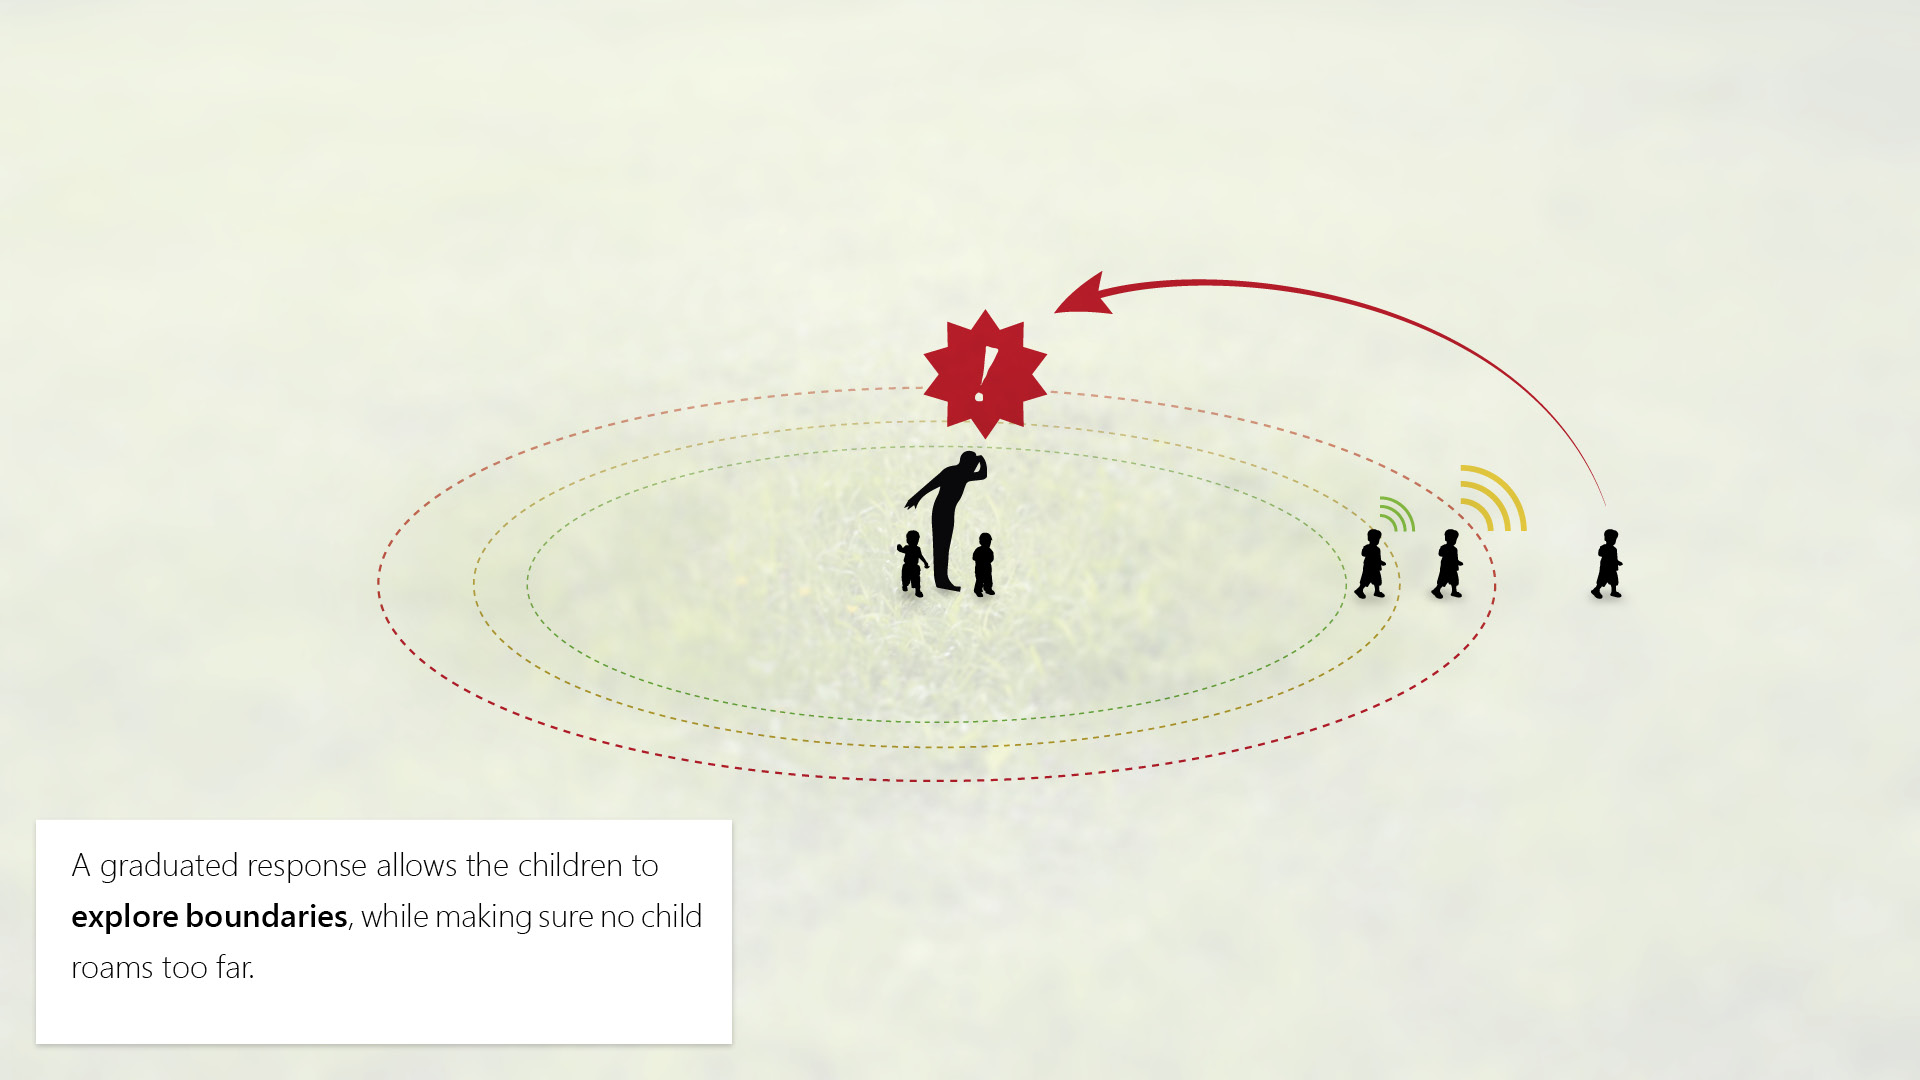 !
A graduated response allows the children to
explore boundaries, while making sure no child
roams too far.